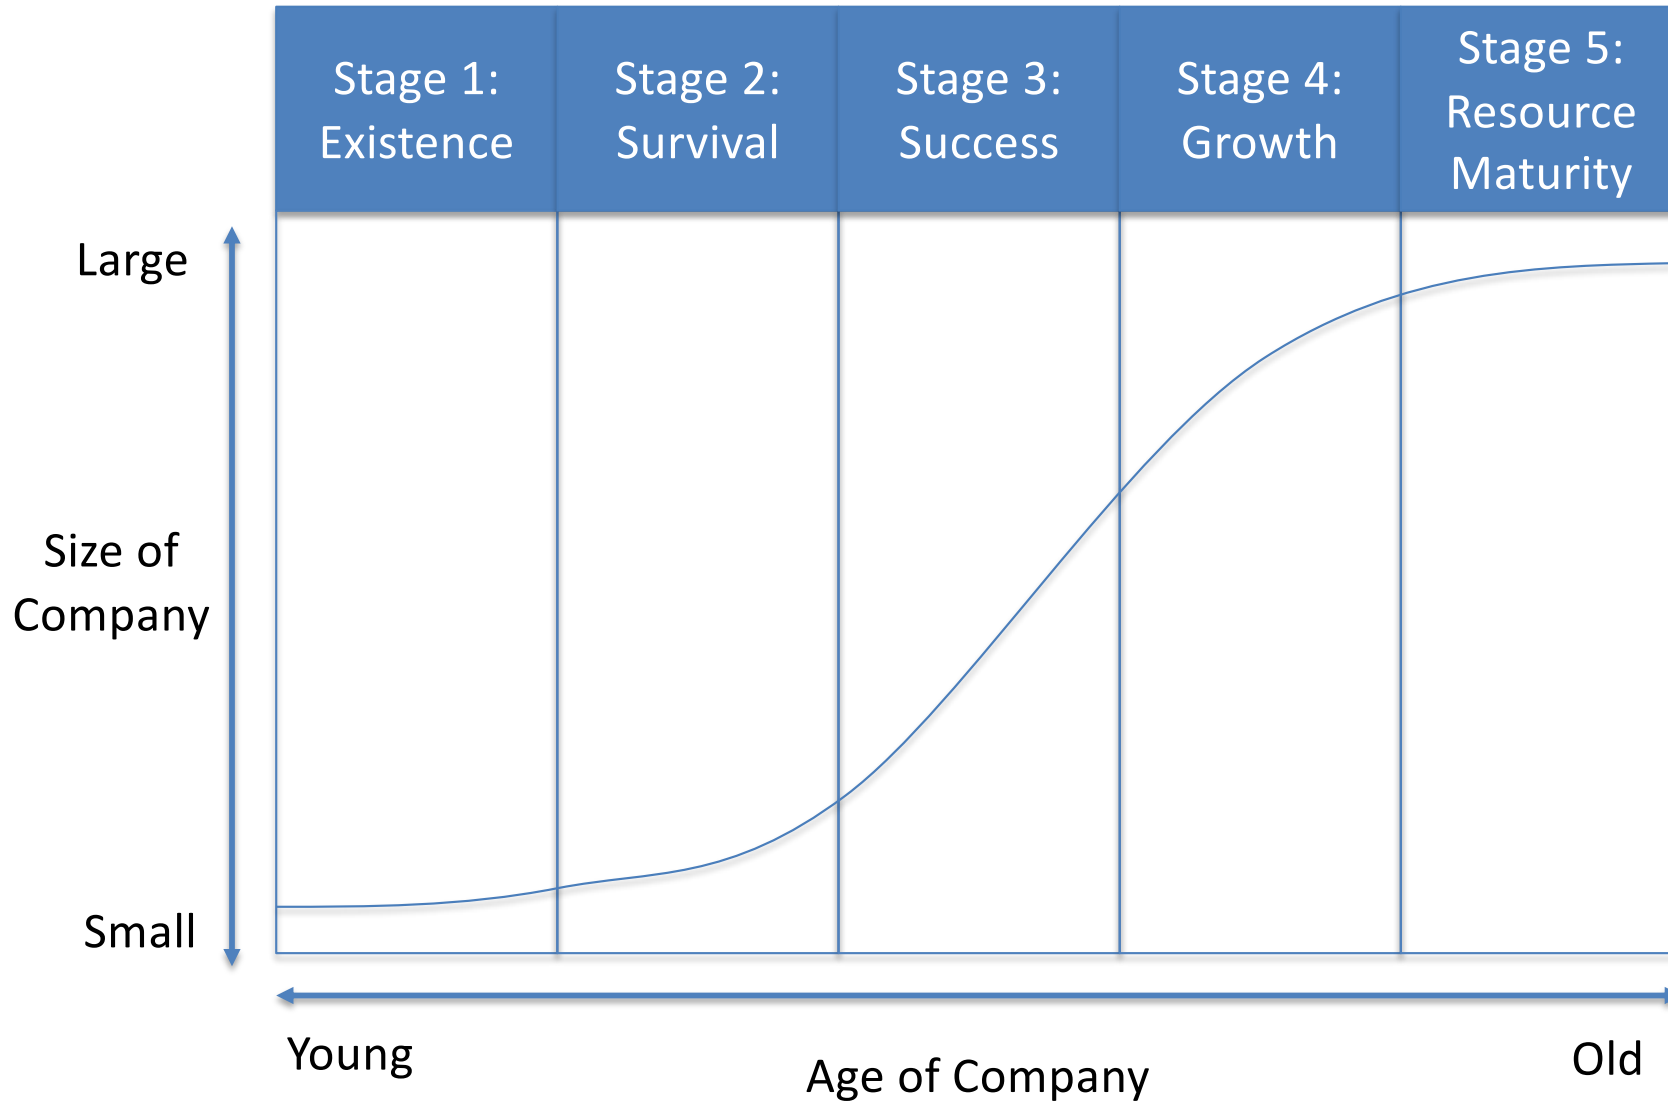 Stage 1:
Existence
Stage 2:
Survival
Stage 3:
Success
Stage 4:
Growth
Stage 5:
Resource
Maturity
Large
Size of
Company
Small
Young
Age of Company
Old